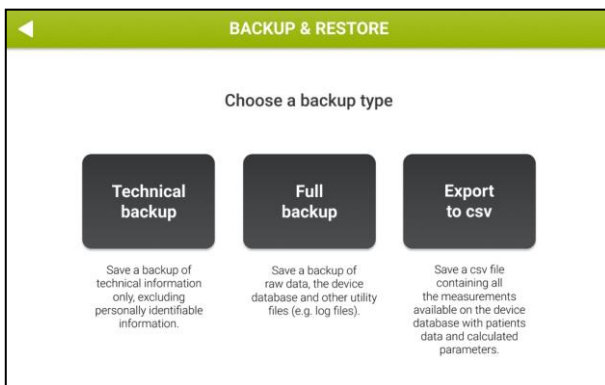 BACKUP & RESTORE
Choose a backup type
Technical
backup
Save a backup of
technical information
only, excluding
personally identifiable
information.
Full
backup
Save a backup of
raw data, the device
database and other utility
files (e.g. log files).
Export
to csv
Save a csv file
containing all
the measurements
available on the device
database with patients
data and calculated
parameters.